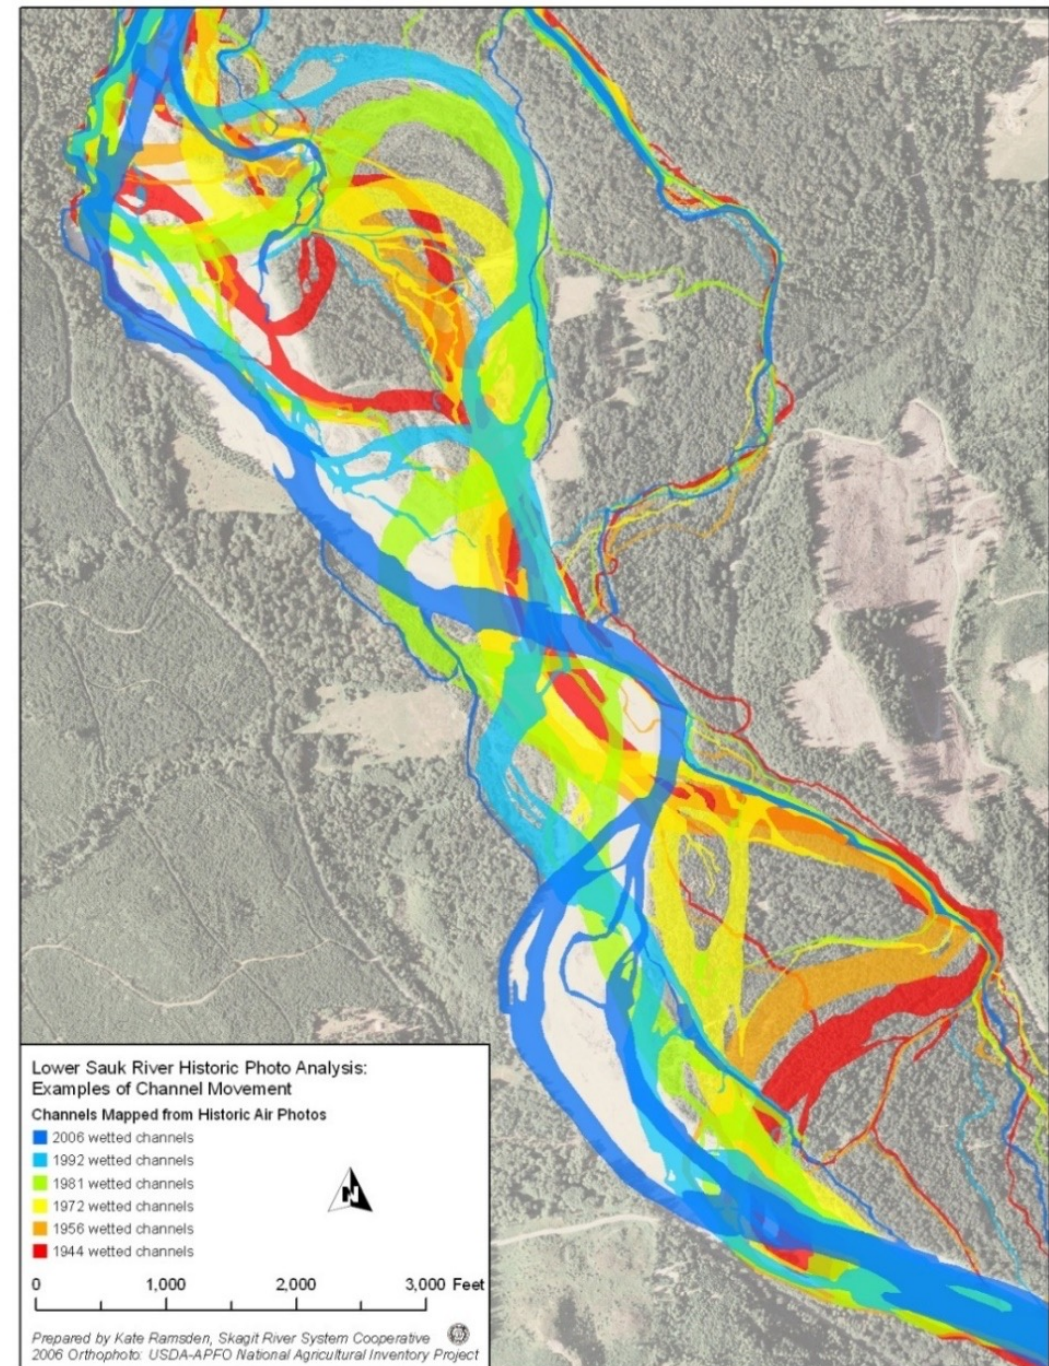 Lower Sauk River Historic Photo Analysis:
Examples of Channel Movement
Channels Mapped from Historic Air Photos
2006 wetted channels
1992 wetted channels
1981 wetted channels
1972 wetted channels
1956 wetted channels
1944 wetted channels
N
0 1,000 2,000 3,000 Feet
Prepared by Kate Ramsden, Skagit River System Cooperative
2006 Orthophoto: USDA-APFO National Agricultural Inventory Project